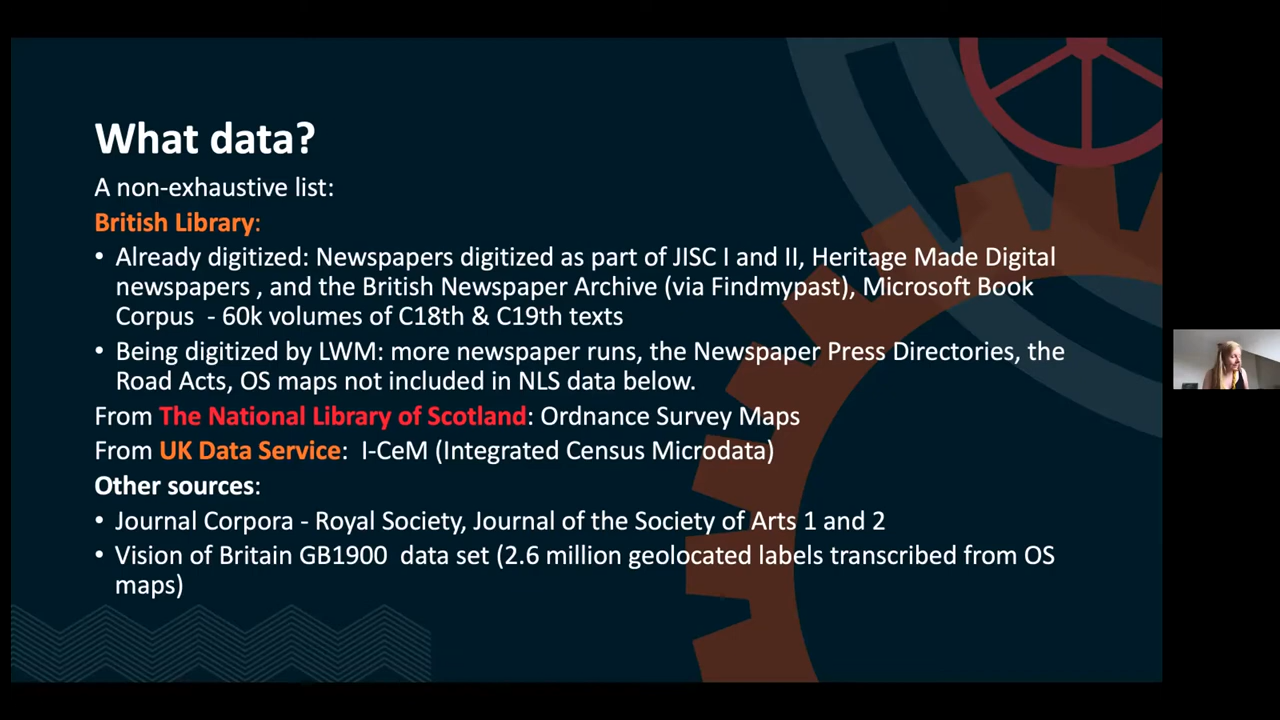 What data?
A non-exhaustive list:
British Library:
• Already digitized: Newspapers digitized as part of JISC I and II, Heritage Made Digital
newspapers , and the British Newspaper Archive (via Findmypast), Microsoft Book
Corpus  - 60k volumes of C18th & C19th texts
• Being digitized by LWM: more newspaper runs, the Newspaper Press Directories, the
Road Acts, OS maps not included in NLS data below.
From The National Library of Scotland: Ordnance Survey Maps
From UK Data Service:  I-CeM (Integrated Census Microdata)
Other sources:
• Journal Corpora - Royal Society, Journal of the Society of Arts 1 and 2
• Vision of Britain GB1900  data set (2.6 million geolocated labels transcribed from OS
maps)